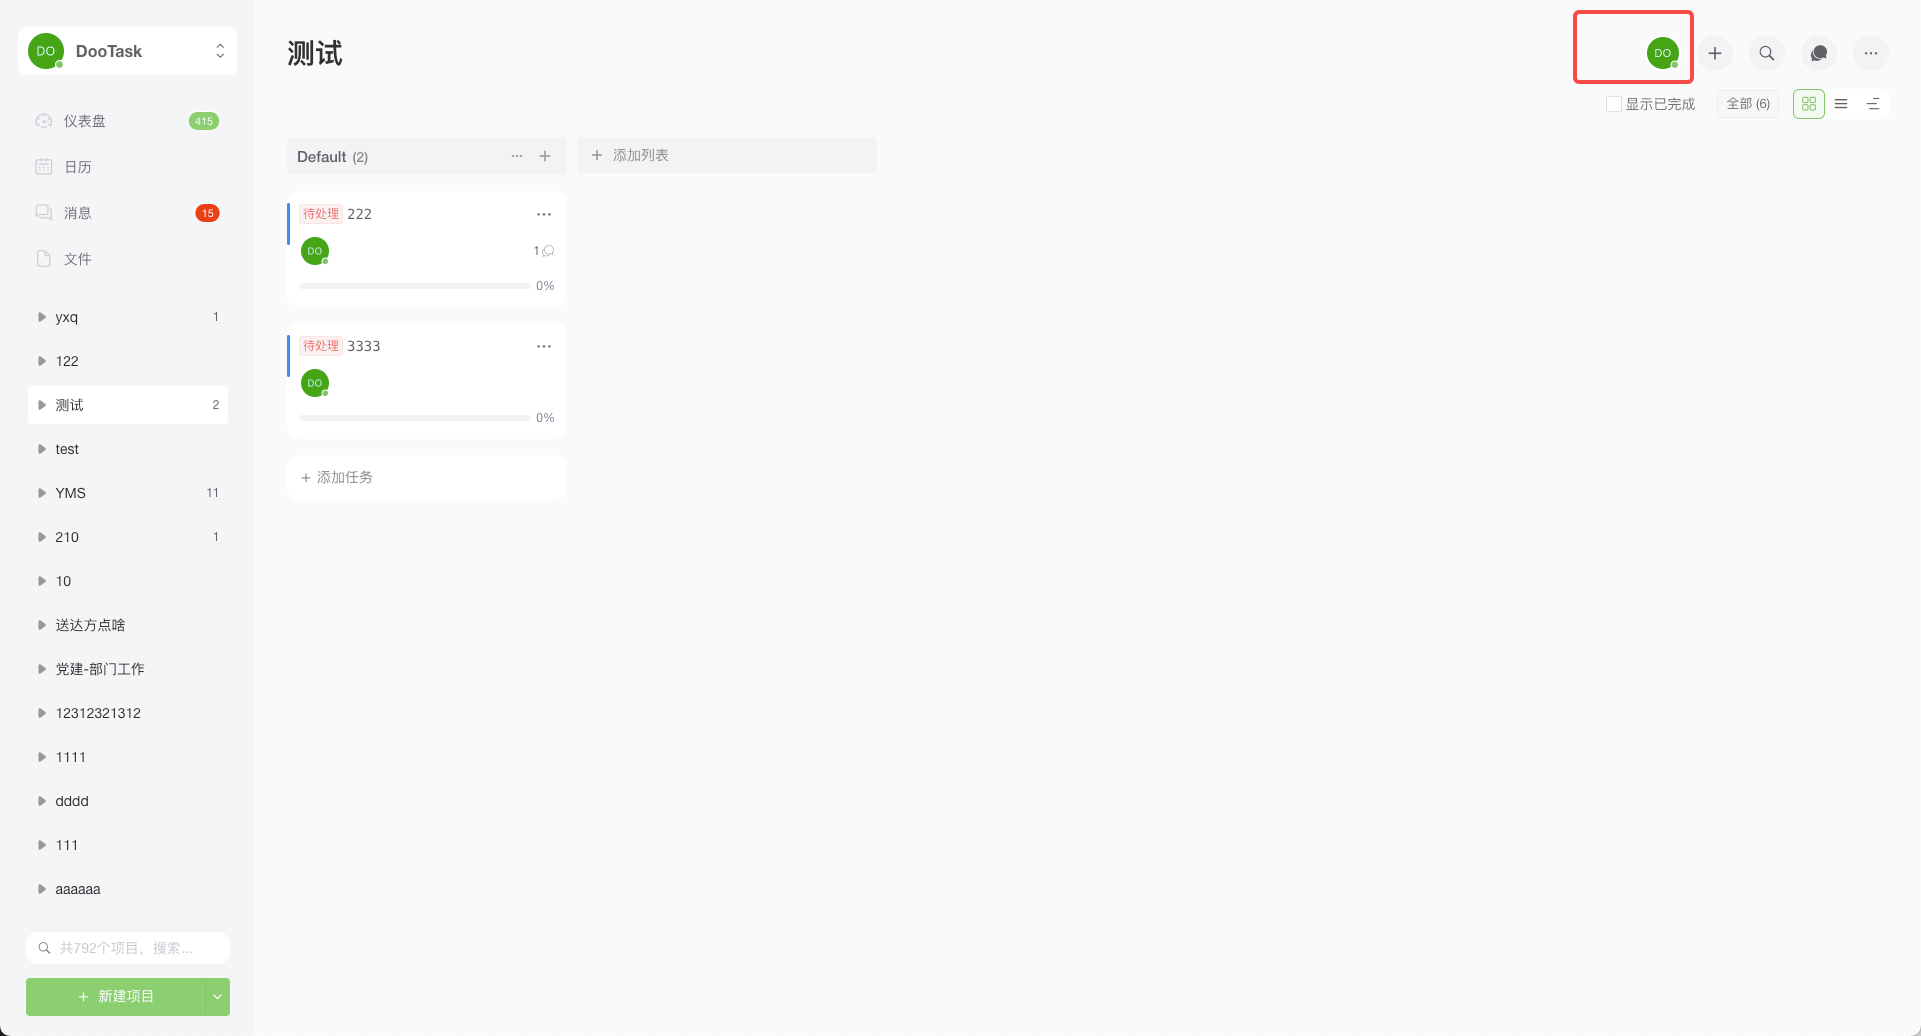 DO DooTask
仪表盘 415
日历
消息 15
文件
yxq 1
122
测试 2
test
YMS 11
210 1
10
送达方点啥
党建-部门工作
12312321312
1111
dddd
111
aaaaaa
共792个项目，搜索...
+ 新建项目
测试
DO
显示已完成 全部 (6)
Default (2)
+ 添加列表
待处理 222
DO 1
0%
待处理 3333
DO
0%
+ 添加任务